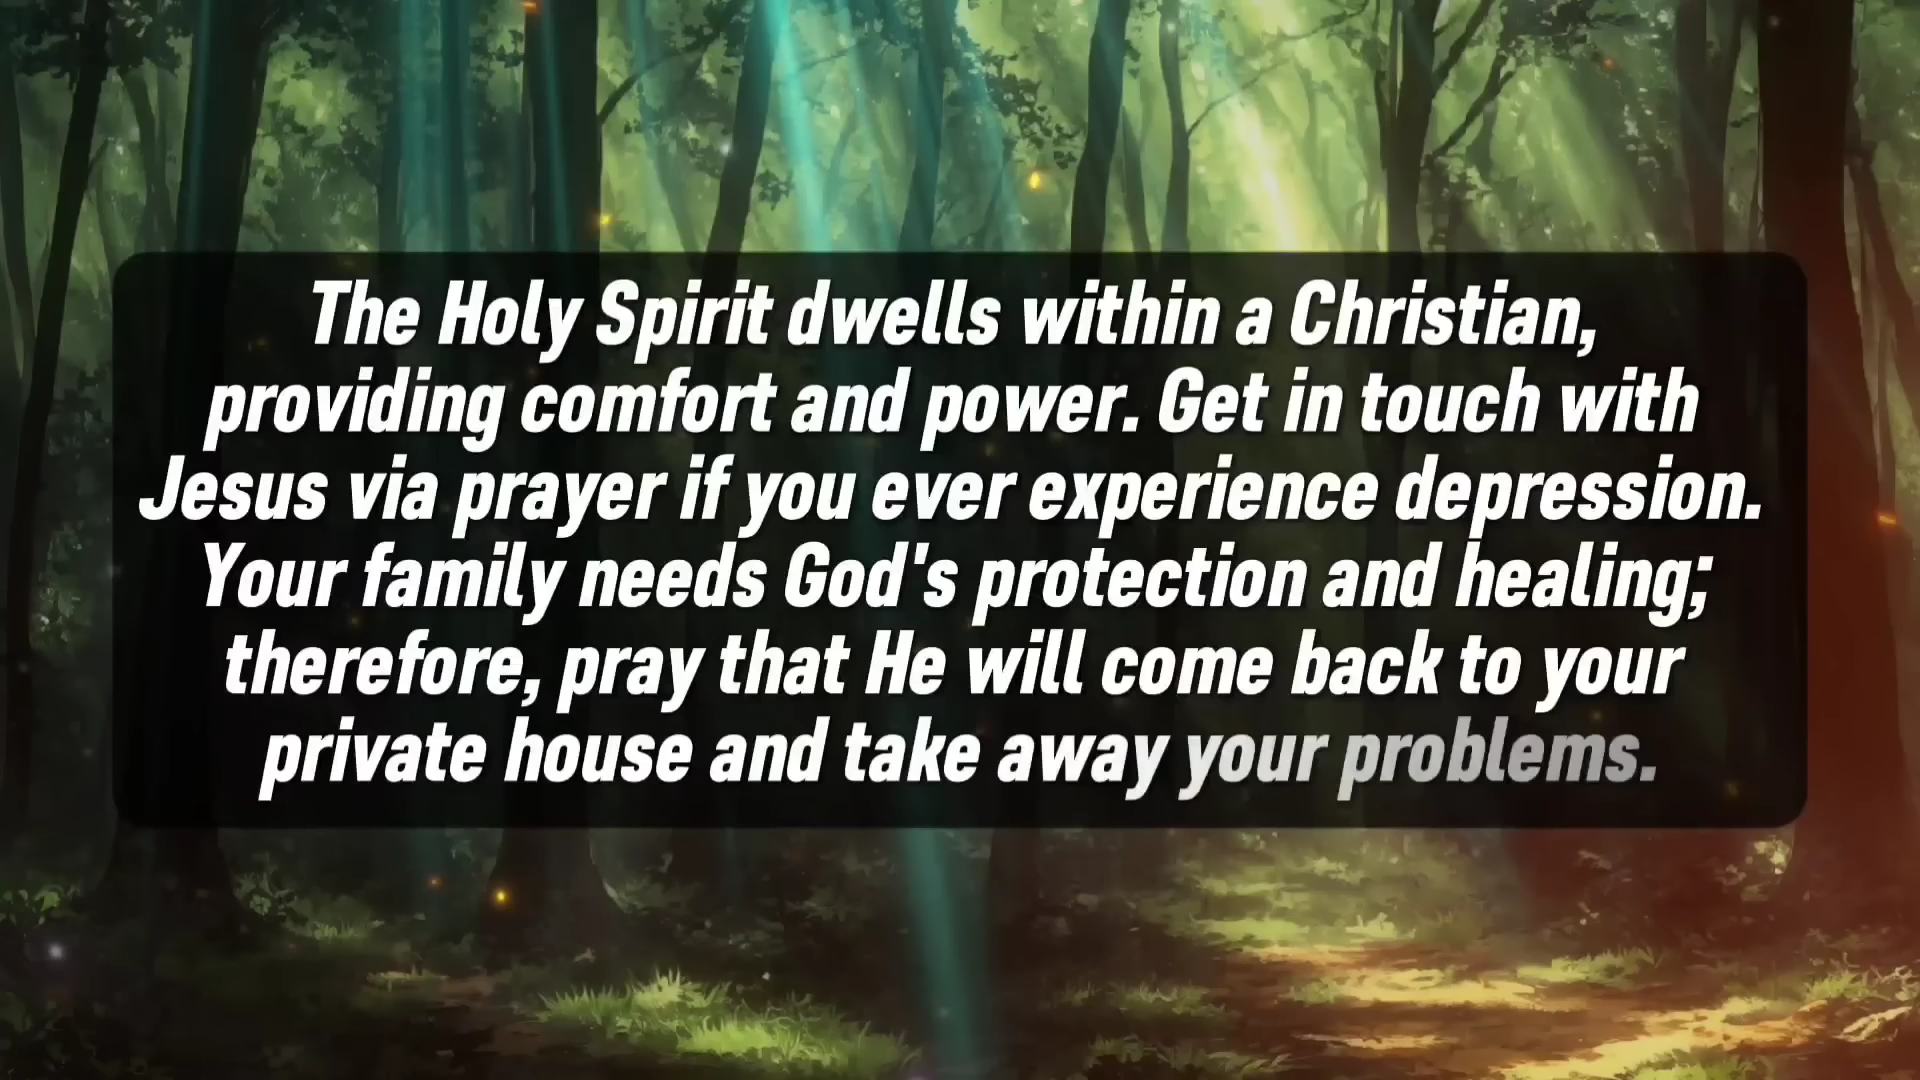 The Holy Spirit dwells within a Christian,
providing comfort and power. Get in touch with
Jesus via prayer if you ever experience depression.
Your family needs God's protection and healing;
therefore, pray that He will come back to your
private house and take away your problems.